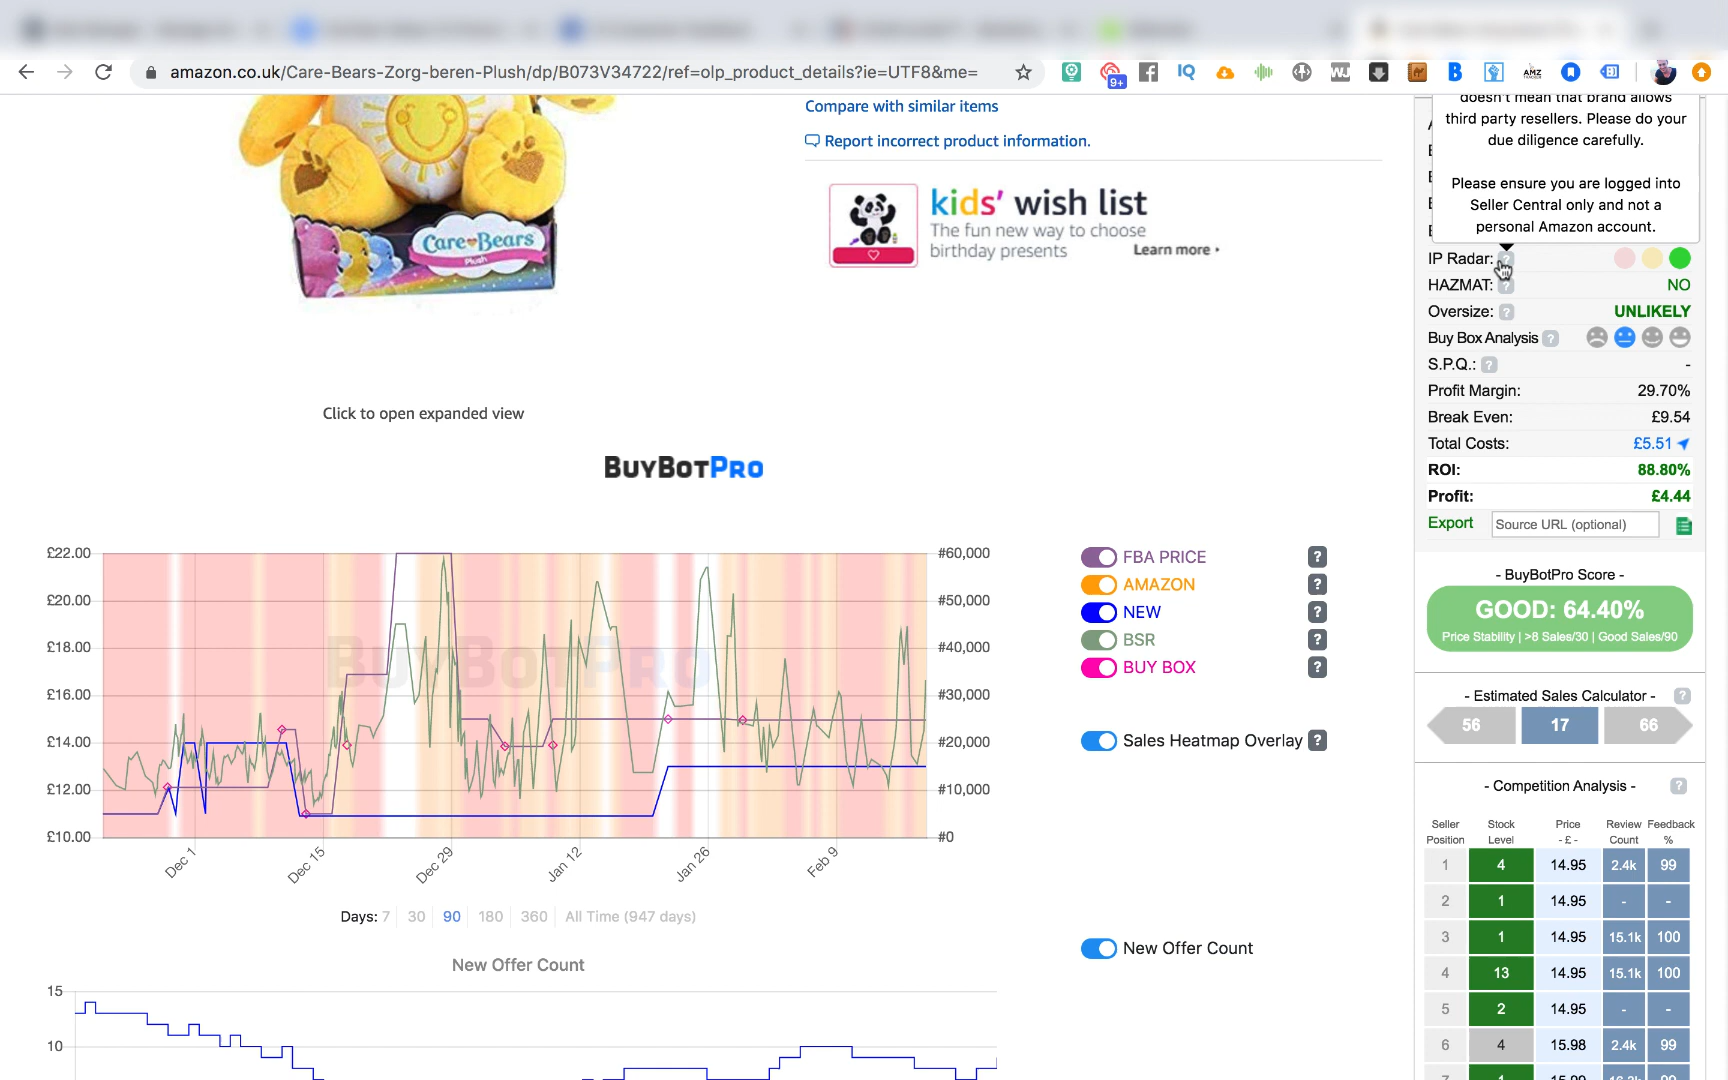 amazon.co.uk/Care-Bears-Zorg-beren-Plush/dp/B073V34722/ref=olp_product_details?ie=UTF8&me=
9+
IQ
WJ
B
AMZ
Care Bears
Plush
Click to open expanded view
Compare with similar items
Report incorrect product information.
kids' wish list
The fun new way to choose
birthday presents
Learn more
BUYBOTPRO
£22.00
£20.00
£18.00
£16.00
£14.00
£12.00
£10.00
BUYBOTPRO
#60,000
#50,000
#40,000
#30,000
#20,000
#10,000
#0
Dec 1
Dec 15
Dec 29
Jan 12
Jan 26
Feb 9
Days: 7 30 90 180 360 All Time (947 days)
FBA PRICE ?
AMAZON ?
NEW ?
BSR ?
BUY BOX ?
Sales Heatmap Overlay ?
New Offer Count
New Offer Count
15
10
doesn't mean that brand allows
third party resellers. Please do your
due diligence carefully.
Please ensure you are logged into
Seller Central only and not a
personal Amazon account.
IP Radar: ?
HAZMAT: ? NO
Oversize: ? UNLIKELY
Buy Box Analysis ?
S.P.Q.: ? -
Profit Margin: 29.70%
Break Even: £9.54
Total Costs: £5.51
ROI: 88.80%
Profit: £4.44
Export Source URL (optional)
- BuyBotPro Score -
GOOD: 64.40%
Price Stability | >8 Sales/30 | Good Sales/90
- Estimated Sales Calculator - ?
56 17 66
- Competition Analysis - ?
Seller Stock Price Review Feedback
Position Level - £ - Count %
1 4 14.95 2.4k 99
2 1 14.95 - -
3 1 14.95 15.1k 100
4 13 14.95 15.1k 100
5 2 14.95 - -
6 4 15.98 2.4k 99